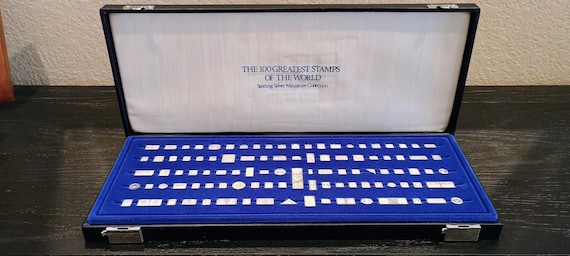 THE 100 GREATEST STAMPS
OF THE WORLD
Sterling Silver Miniature Collection